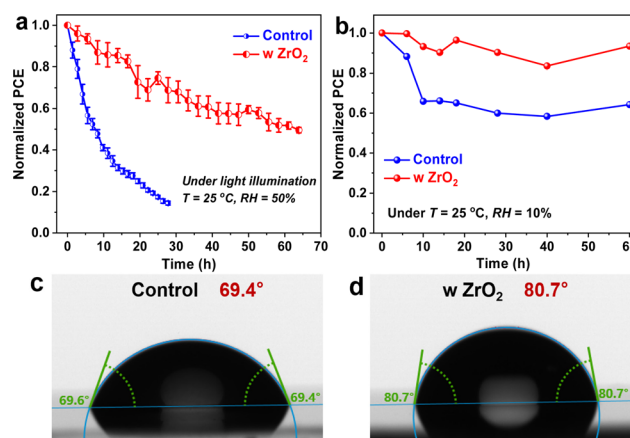 a
Normalized PCE
1.0
0.8
0.6
0.4
0.2
0.0
Control
w ZrO₂
Under light illumination
T = 25 °C, RH = 50%
0 10 20 30 40 50 60 70
Time (h)
b
Normalized PCE
1.0
0.8
0.6
0.4
0.2
0.0
Control
w ZrO₂
Under T = 25 °C, RH = 10%
0 10 20 30 40 50 60
Time (h)
c
Control 69.4°
69.6°
69.4°
d
w ZrO₂ 80.7°
80.7°
80.7°